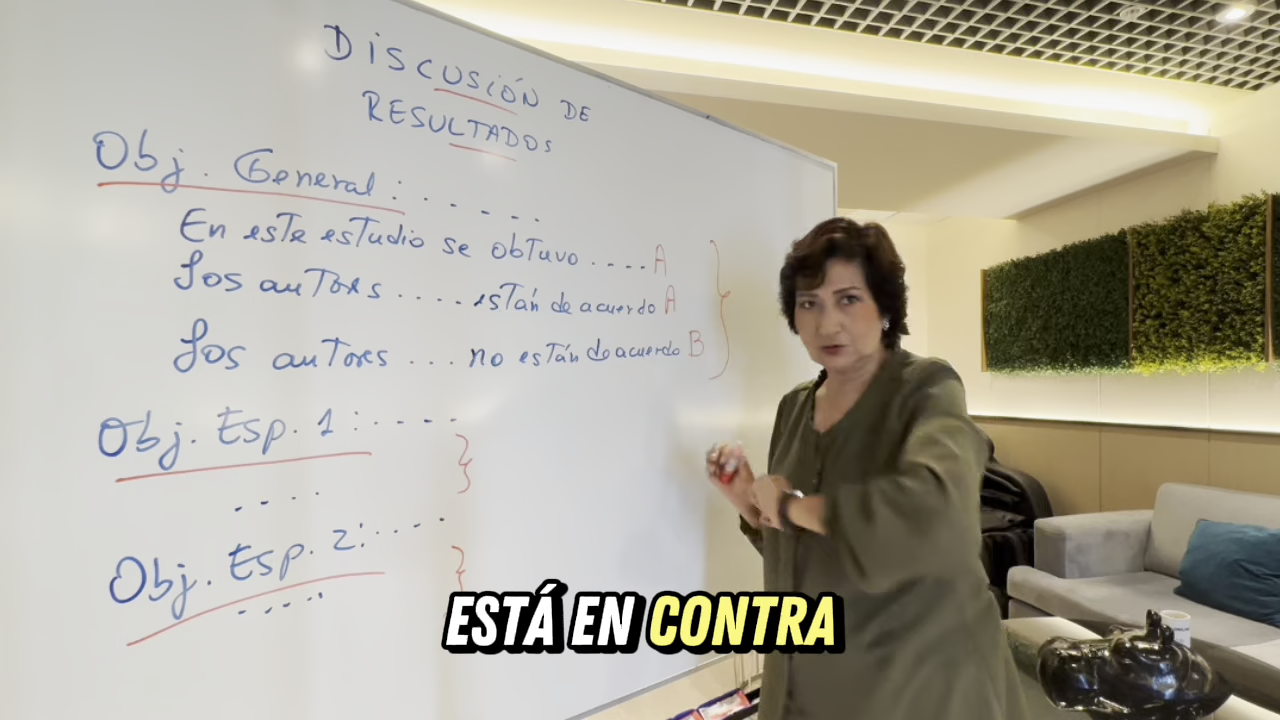 DISCUSIÓN DE
RESULTADOS
Obj. General: . . . . . .
En este estudio se obtuvo . . . . A
Los autores . . . . están de acuerdo A
Los autores . . . no están de acuerdo B
Obj. Esp. 1 : . . . . .
. . . .
Obj. Esp. 2: . . . .
. . . . .
ESTÁ EN CONTRA